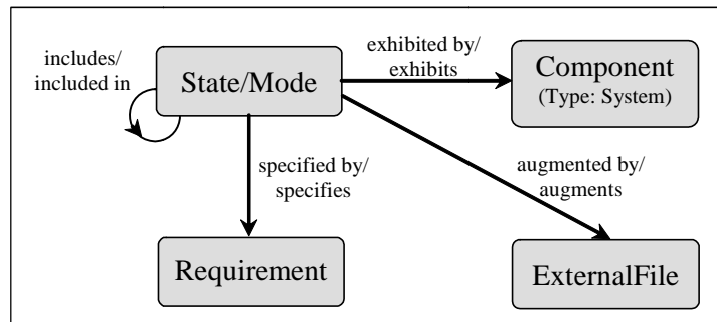 includes/
included in
State/Mode
exhibited by/
exhibits
Component
(Type: System)
specified by/
specifies
augmented by/
augments
Requirement
ExternalFile